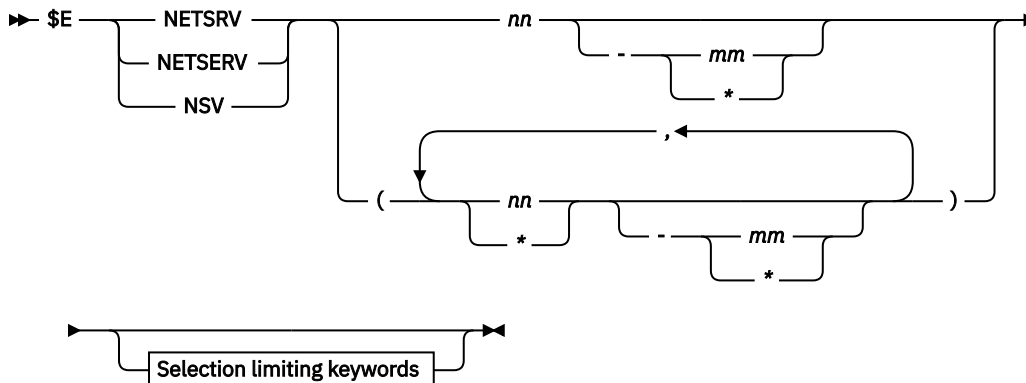 $E NETSRV nn
NETSERV - mm
NSV *
,
( nn )
* - mm
*
Selection limiting keywords